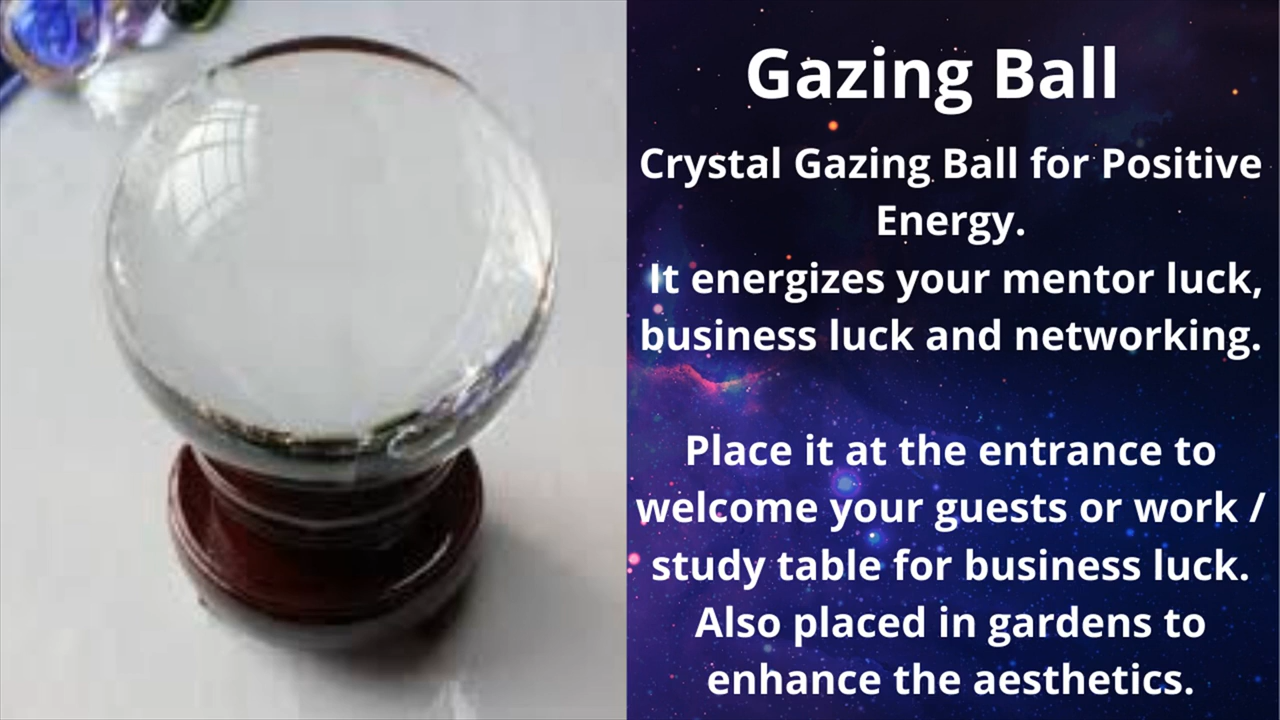 Gazing Ball
Crystal Gazing Ball for Positive
Energy.
It energizes your mentor luck,
business luck and networking.
Place it at the entrance to
welcome your guests or work /
study table for business luck.
Also placed in gardens to
enhance the aesthetics.